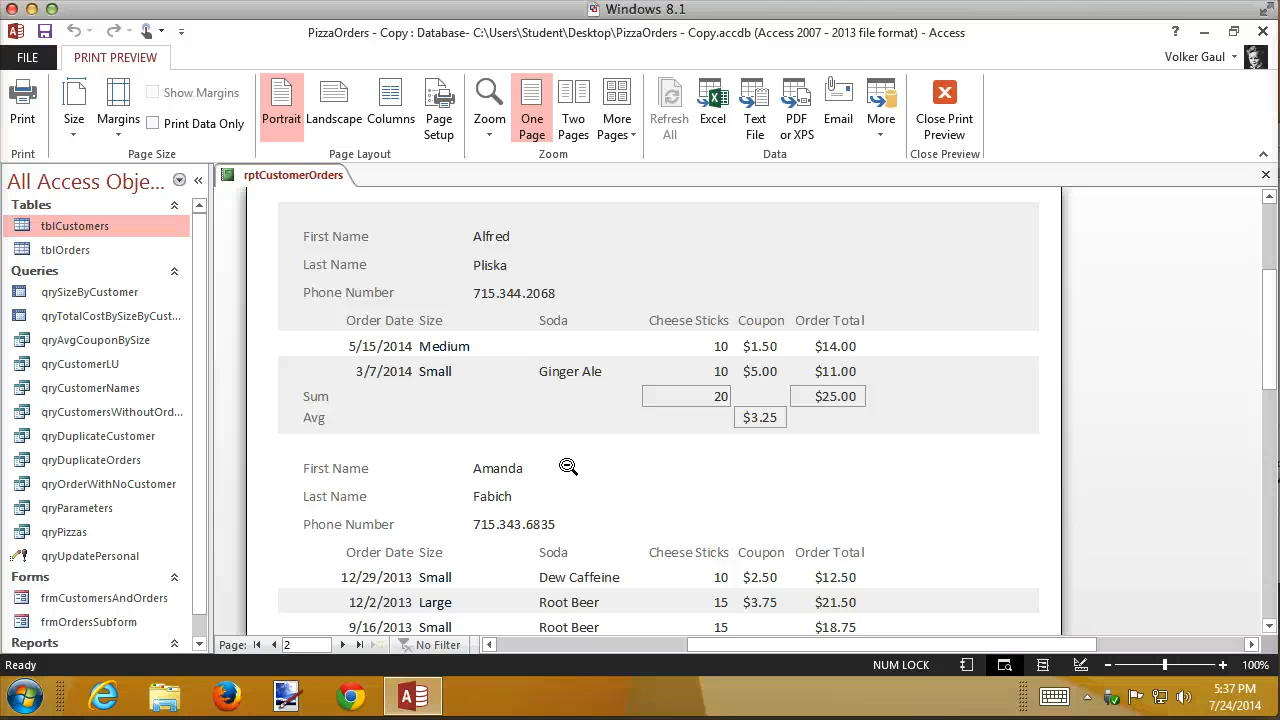 Windows 8.1
PizzaOrders - Copy : Database- C:\Users\Student\Desktop\PizzaOrders - Copy.accdb (Access 2007 - 2013 file format) - Access
?
FILE
PRINT PREVIEW
Volker Gaul
Print
Size
Margins
Show Margins
Print Data Only
Portrait
Landscape
Columns
Page Setup
Zoom
One Page
Two Pages
More Pages
Refresh All
Excel
Text File
PDF or XPS
Email
More
Close Print Preview
Print
Page Size
Page Layout
Zoom
Data
Close Preview
All Access Obje...
Tables
tblCustomers
tblOrders
Queries
qrySizeByCustomer
qryTotalCostBySizeByCust...
qryAvgCouponBySize
qryCustomerLU
qryCustomerNames
qryCustomersWithoutOrd...
qryDuplicateCustomer
qryDuplicateOrders
qryOrderWithNoCustomer
qryParameters
qryPizzas
qryUpdatePersonal
Forms
frmCustomersAndOrders
frmOrdersSubform
Reports
rptCustomerOrders
First Name Alfred
Last Name Pliska
Phone Number 715.344.2068
Order Date Size Soda Cheese Sticks Coupon Order Total
5/15/2014 Medium 10 $1.50 $14.00
3/7/2014 Small Ginger Ale 10 $5.00 $11.00
Sum 20 $25.00
Avg $3.25
First Name Amanda
Last Name Fabich
Phone Number 715.343.6835
Order Date Size Soda Cheese Sticks Coupon Order Total
12/29/2013 Small Dew Caffeine 10 $2.50 $12.50
12/2/2013 Large Root Beer 15 $3.75 $21.50
9/16/2013 Small Root Beer 15 $18.75
Page: 2 No Filter
Ready
NUM LOCK
100%
5:37 PM
7/24/2014